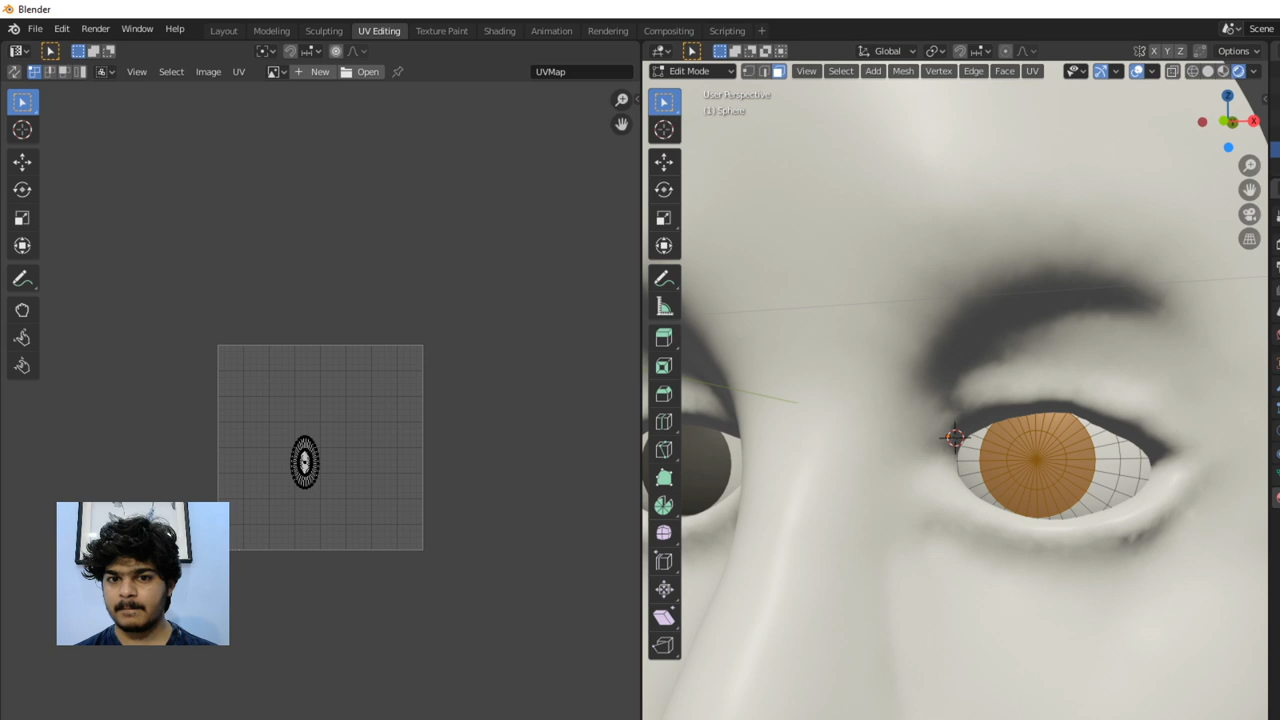 Blender
File Edit Render Window Help
Layout Modeling Sculpting UV Editing Texture Paint Shading Animation Rendering Compositing Scripting +
Scene
Global
X Y Z
Options
View Select Image UV
+ New
Open
UVMap
Edit Mode
View Select Add Mesh Vertex Edge Face UV
User Perspective
(1) Sphere
Z
X